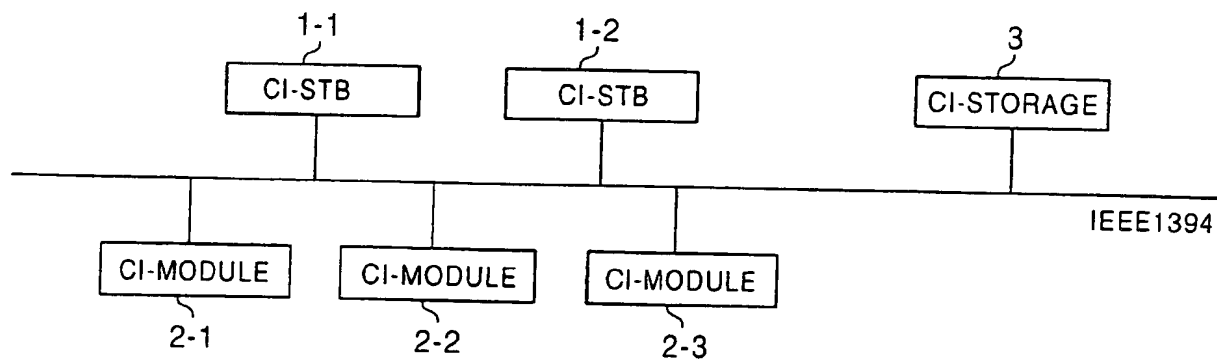 1-1
1-2
3
CI-STB
CI-STB
CI-STORAGE
IEEE1394
CI-MODULE
CI-MODULE
CI-MODULE
2-1
2-2
2-3